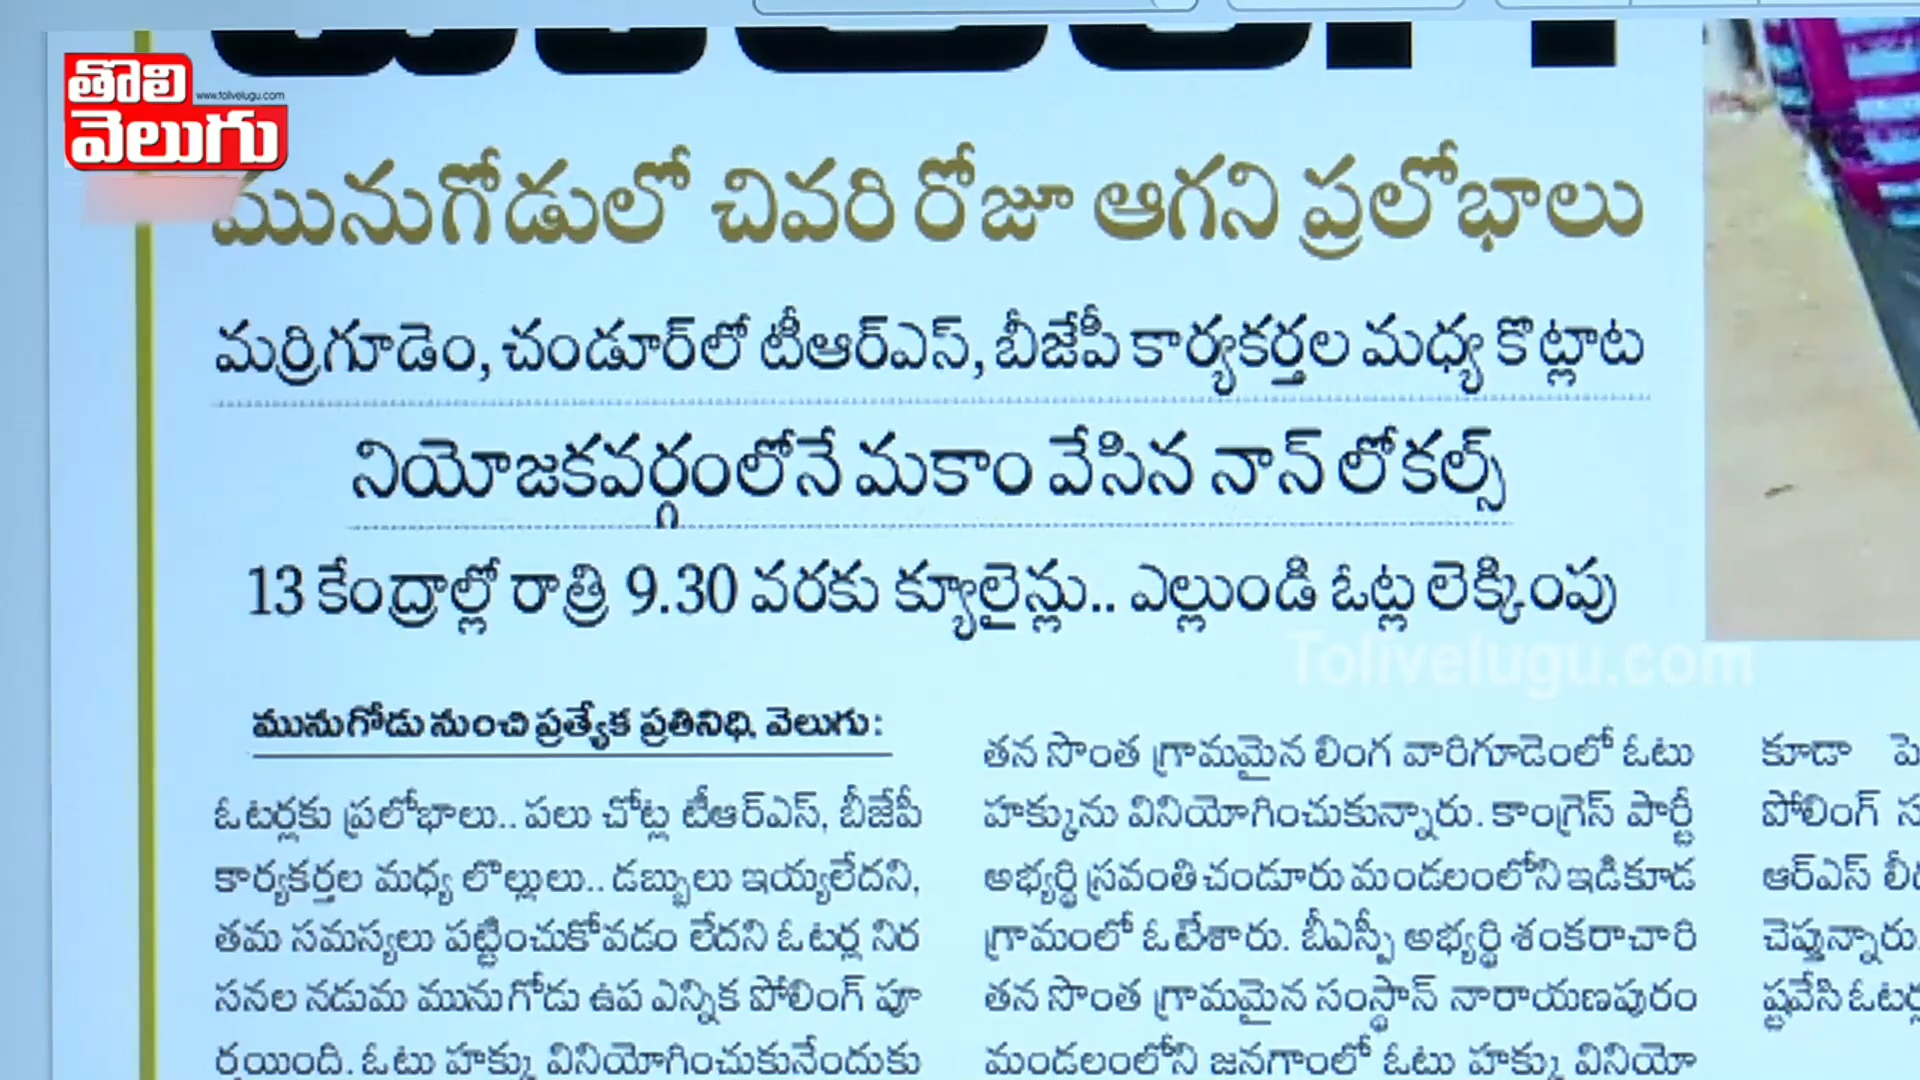 తొలి
www.tolivelugu.com
వెలుగు
మునుగోడులో చివరి రోజూ ఆగని ప్రలోభాలు
మర్రిగూడెం, చండూర్‌లో టీఆర్ఎస్, బీజేపీ కార్యకర్తల మధ్య కొట్లాట
నియోజకవర్గంలోనే మకాం వేసిన నాన్ లోకల్స్
13 కేంద్రాల్లో రాత్రి 9.30 వరకు క్యూలైన్లు.. ఎల్లుండి ఓట్ల లెక్కింపు
Tolivelugu.com
మునుగోడు నుంచి ప్రత్యేక ప్రతినిధి, వెలుగు:
ఓటర్లకు ప్రలోభాలు.. పలు చోట్ల టీఆర్ఎస్, బీజేపీ
కార్యకర్తల మధ్య లొల్లులు.. డబ్బులు ఇయ్యలేదని,
తమ సమస్యలు పట్టించుకోవడం లేదని ఓటర్ల నిర
సనల నడుమ మునుగోడు ఉప ఎన్నిక పోలింగ్ పూ
ర్తయింది. ఓటు హక్కు వినియోగించుకునేందుకు
తన సొంత గ్రామమైన లింగ వారిగూడెంలో ఓటు
హక్కును వినియోగించుకున్నారు. కాంగ్రెస్ పార్టీ
అభ్యర్థి స్రవంతి చండూరు మండలంలోని ఇడికూడ
గ్రామంలో ఓటేశారు. బీఎస్పీ అభ్యర్థి శంకరాచారి
తన సొంత గ్రామమైన సంస్థాన్ నారాయణపురం
మండలంలోని జనగాంలో ఓటు హక్కు వినియో
కూడా
పోలింగ్
ఆర్ఎస్
చెప్తున్నారు.
ష్టవేసి